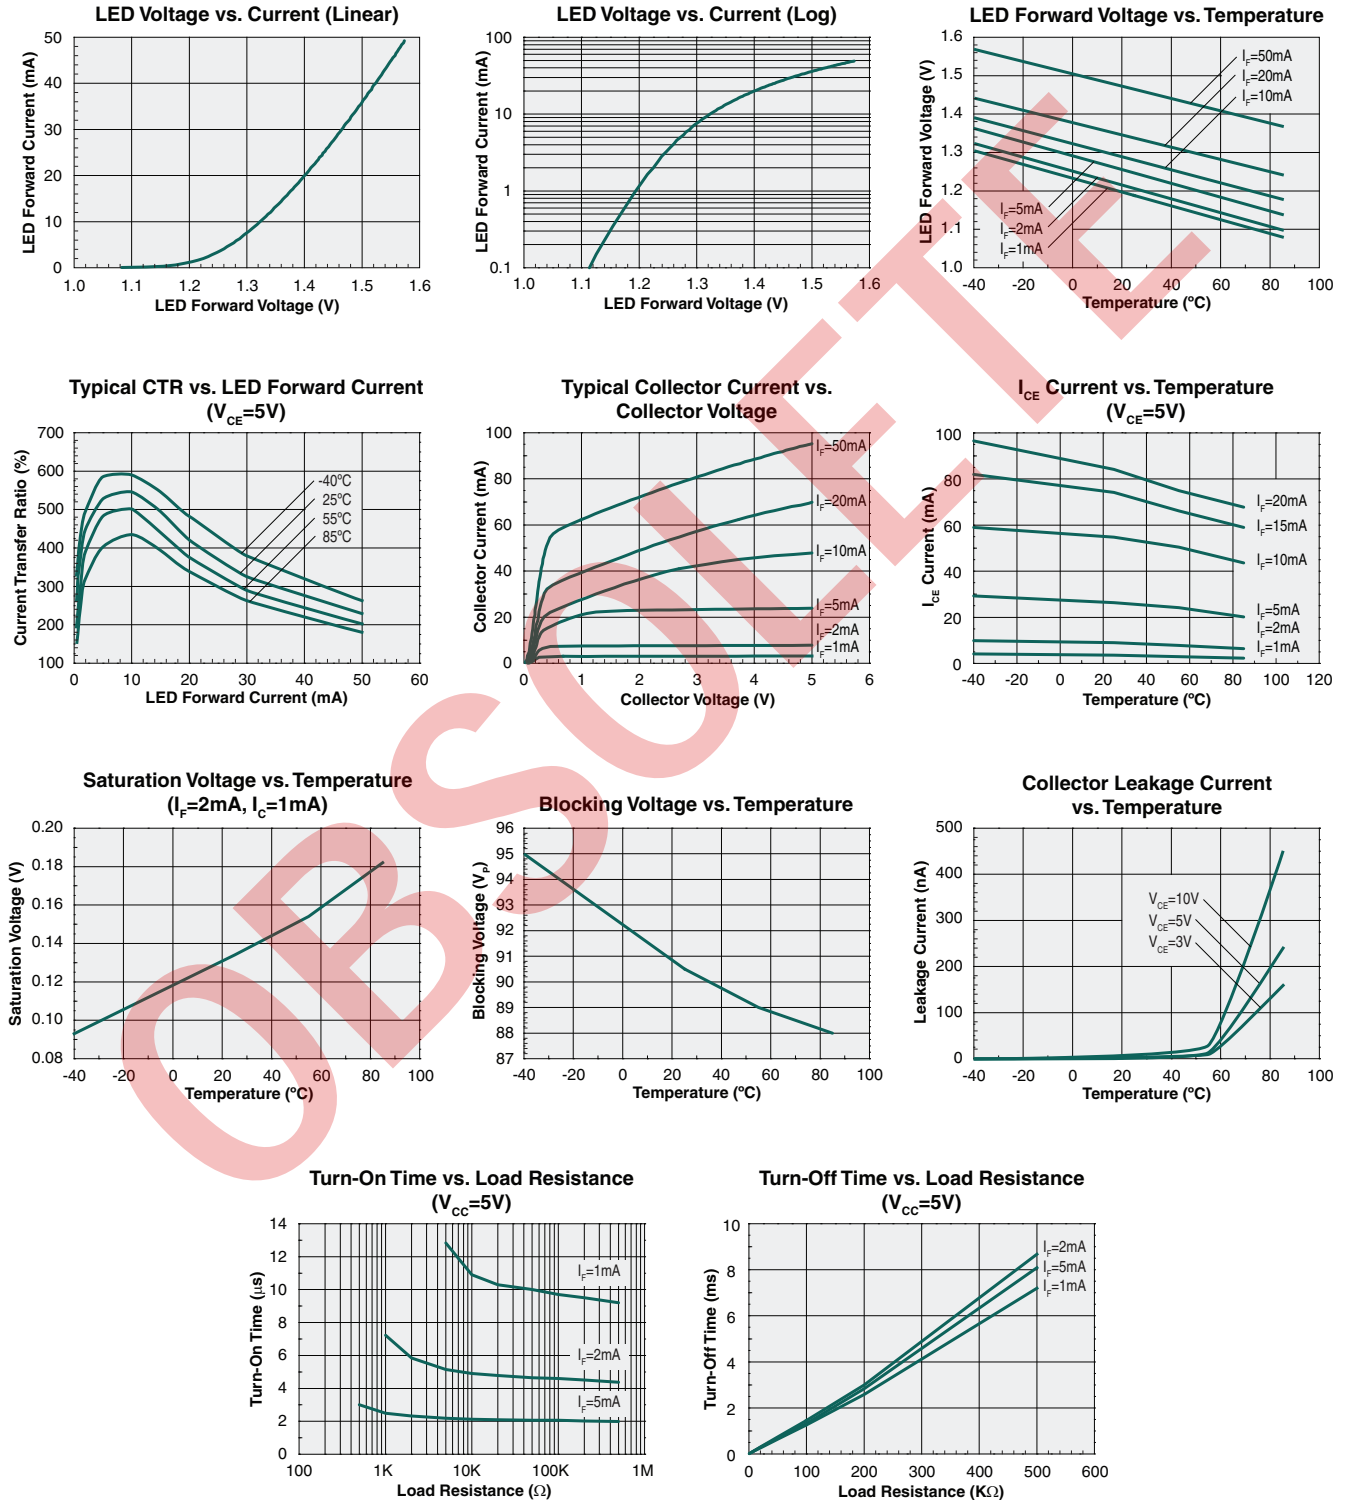 LED Voltage vs. Current (Linear)
LED Forward Current (mA)
50
40
30
20
10
0
1.0 1.1 1.2 1.3 1.4 1.5 1.6
LED Forward Voltage (V)
LED Voltage vs. Current (Log)
LED Forward Current (mA)
100
10
1
0.1
1.0 1.1 1.2 1.3 1.4 1.5 1.6
LED Forward Voltage (V)
LED Forward Voltage vs. Temperature
LED Forward Voltage (V)
1.6
1.5
1.4
1.3
1.2
1.1
1.0
IF=50mA
IF=20mA
IF=10mA
IF=5mA
IF=2mA
IF=1mA
-40 -20 0 20 40 60 80 100
Temperature (ºC)
Typical CTR vs. LED Forward Current
(VCE=5V)
Current Transfer Ratio (%)
700
600
500
400
300
200
100
-40ºC
25ºC
55ºC
85ºC
0 10 20 30 40 50 60
LED Forward Current (mA)
Typical Collector Current vs.
Collector Voltage
Collector Current (mA)
100
80
60
40
20
0
IF=50mA
IF=20mA
IF=10mA
IF=5mA
IF=2mA
IF=1mA
0 1 2 3 4 5 6
Collector Voltage (V)
ICE Current vs. Temperature
(VCE=5V)
ICE Current (mA)
100
80
60
40
20
0
IF=20mA
IF=15mA
IF=10mA
IF=5mA
IF=2mA
IF=1mA
-40 -20 0 20 40 60 80 100 120
Temperature (ºC)
Saturation Voltage vs. Temperature
(IF=2mA, IC=1mA)
Saturation Voltage (V)
0.20
0.18
0.16
0.14
0.12
0.10
0.08
-40 -20 0 20 40 60 80 100
Temperature (ºC)
Blocking Voltage vs. Temperature
Blocking Voltage (VP)
96
95
94
93
92
91
90
89
88
87
-40 -20 0 20 40 60 80 100
Temperature (ºC)
Collector Leakage Current
vs. Temperature
Leakage Current (nA)
500
400
300
200
100
0
VCE=10V
VCE=5V
VCE=3V
-40 -20 0 20 40 60 80 100
Temperature (ºC)
Turn-On Time vs. Load Resistance
(VCC=5V)
Turn-On Time (μs)
14
12
10
8
6
4
2
0
IF=1mA
IF=2mA
IF=5mA
100 1K 10K 100K 1M
Load Resistance (Ω)
Turn-Off Time vs. Load Resistance
(VCC=5V)
Turn-Off Time (ms)
10
8
6
4
2
0
IF=2mA
IF=5mA
IF=1mA
0 100 200 300 400 500 600
Load Resistance (KΩ)
OBSOLETE